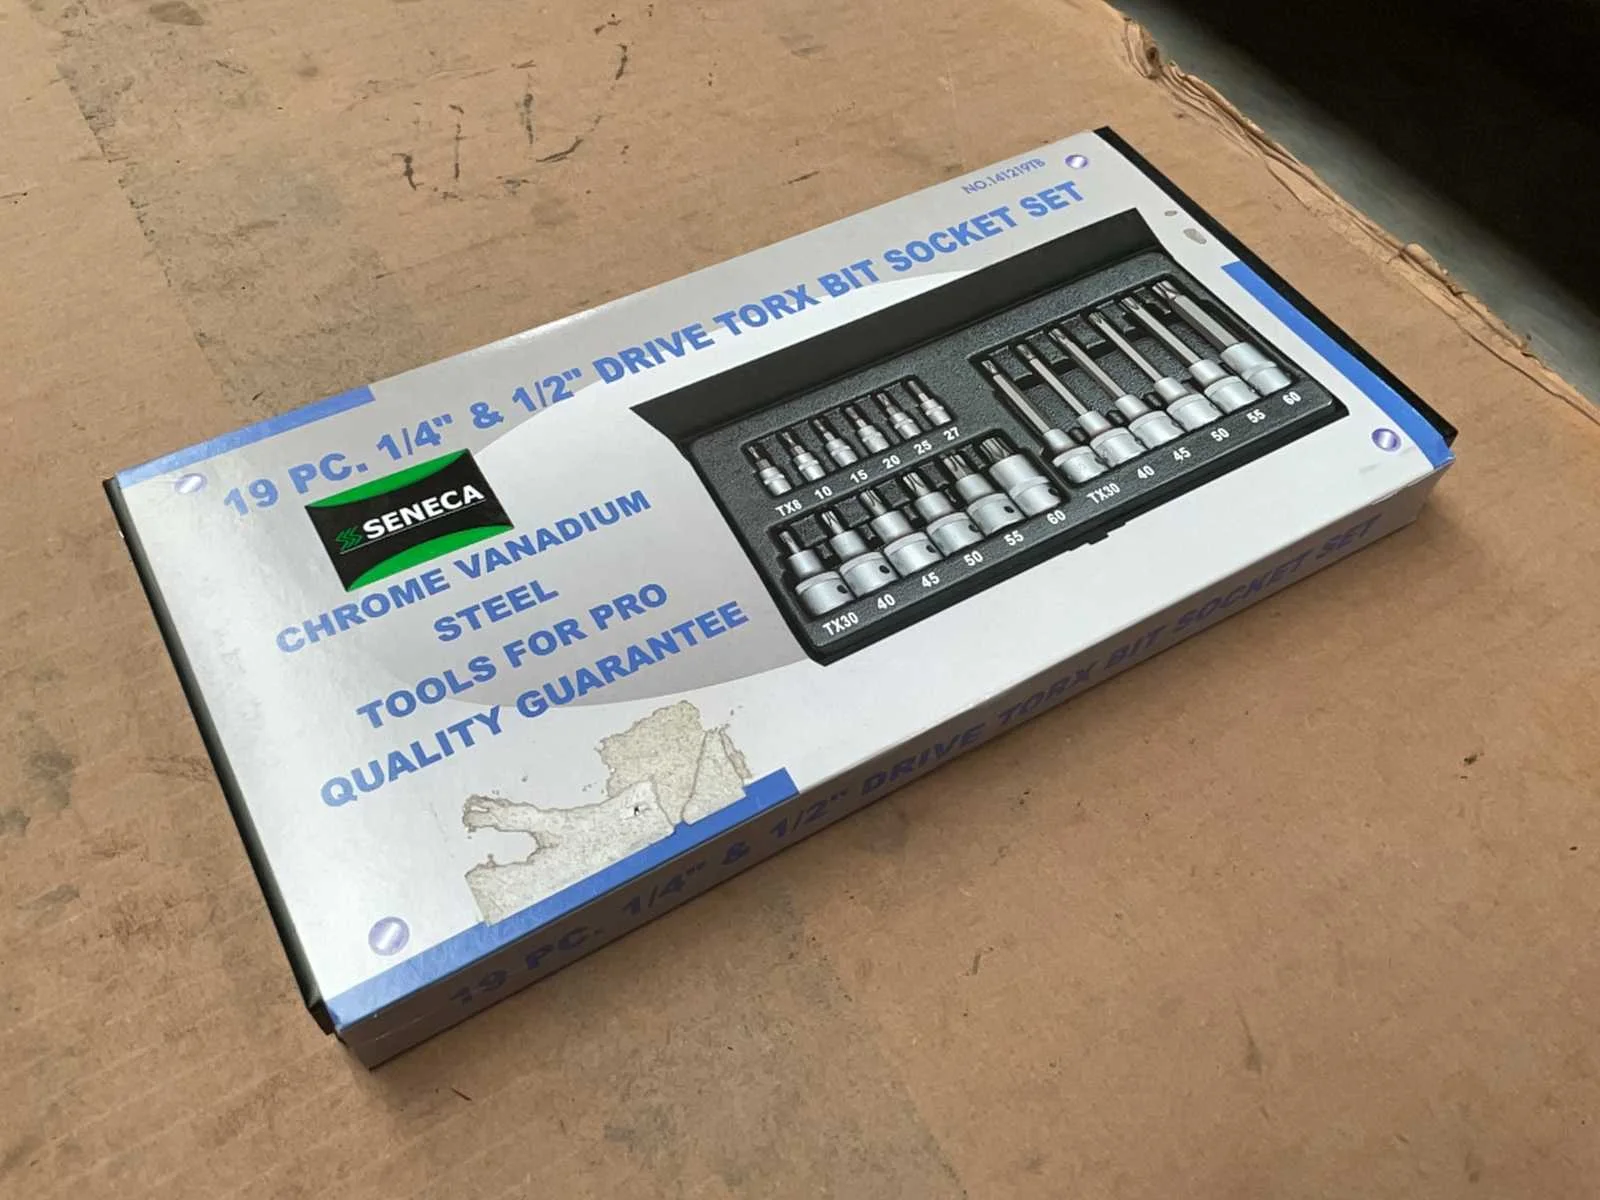 NO.141219TB
19 PC. 1/4" & 1/2" DRIVE TORX BIT SOCKET SET
SENECA
CHROME VANADIUM
STEEL
TOOLS FOR PRO
QUALITY GUARANTEE
TX8 10 15 20 25 27
TX30 40 45 50 55 60
TX30 40 45 50 55 60
19 PC. 1/4" & 1/2" DRIVE TORX BIT SOCKET SET